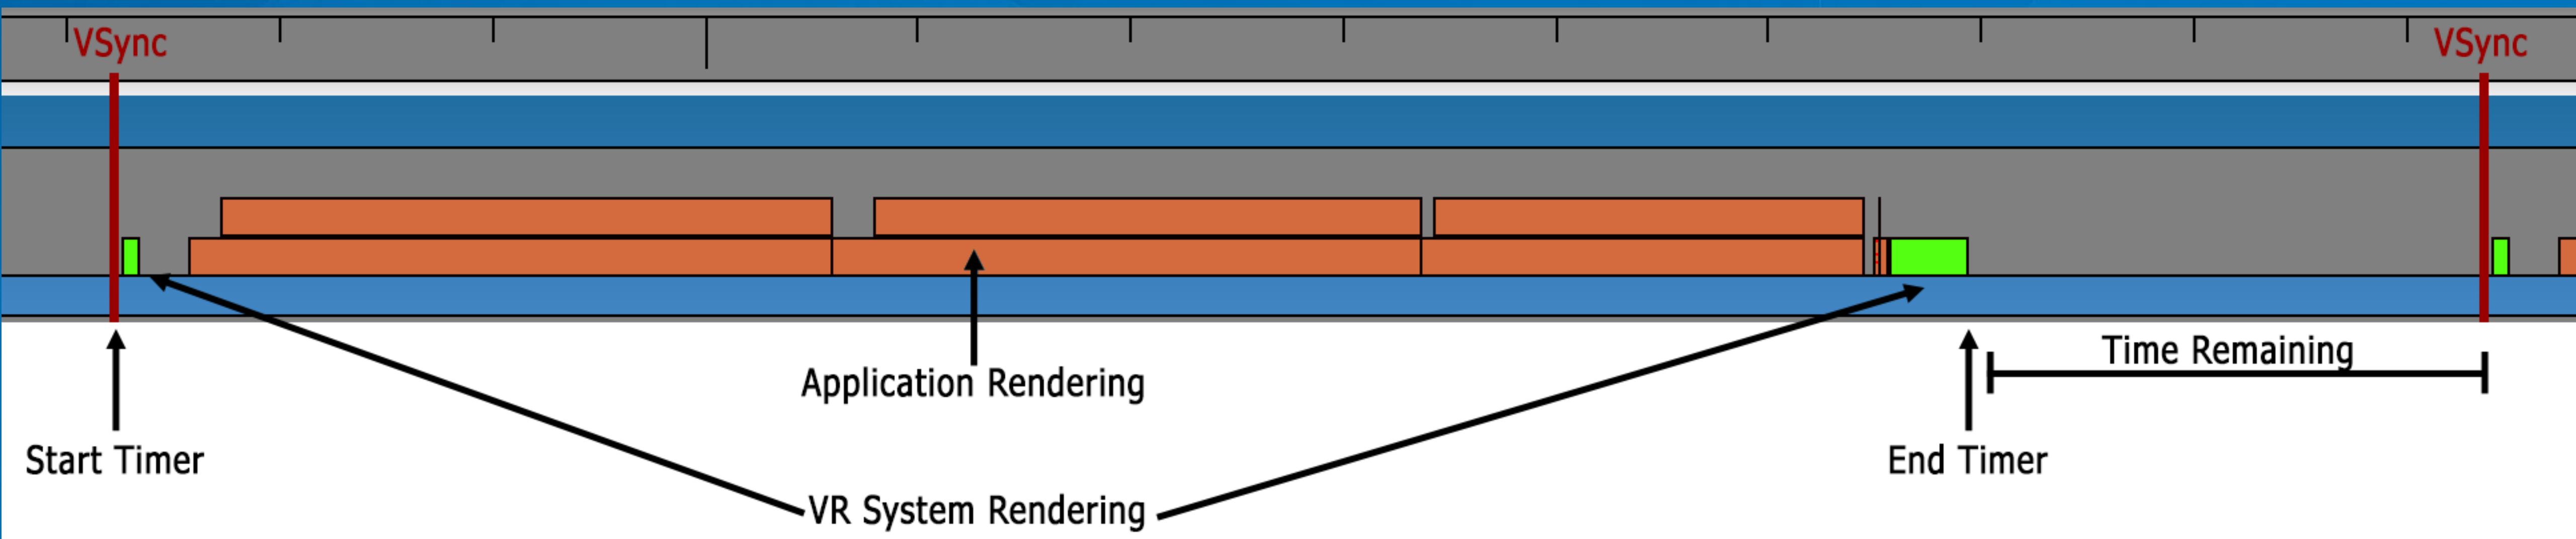 VSync
VSync
Time Remaining
Application Rendering
Start Timer
End Timer
VR System Rendering